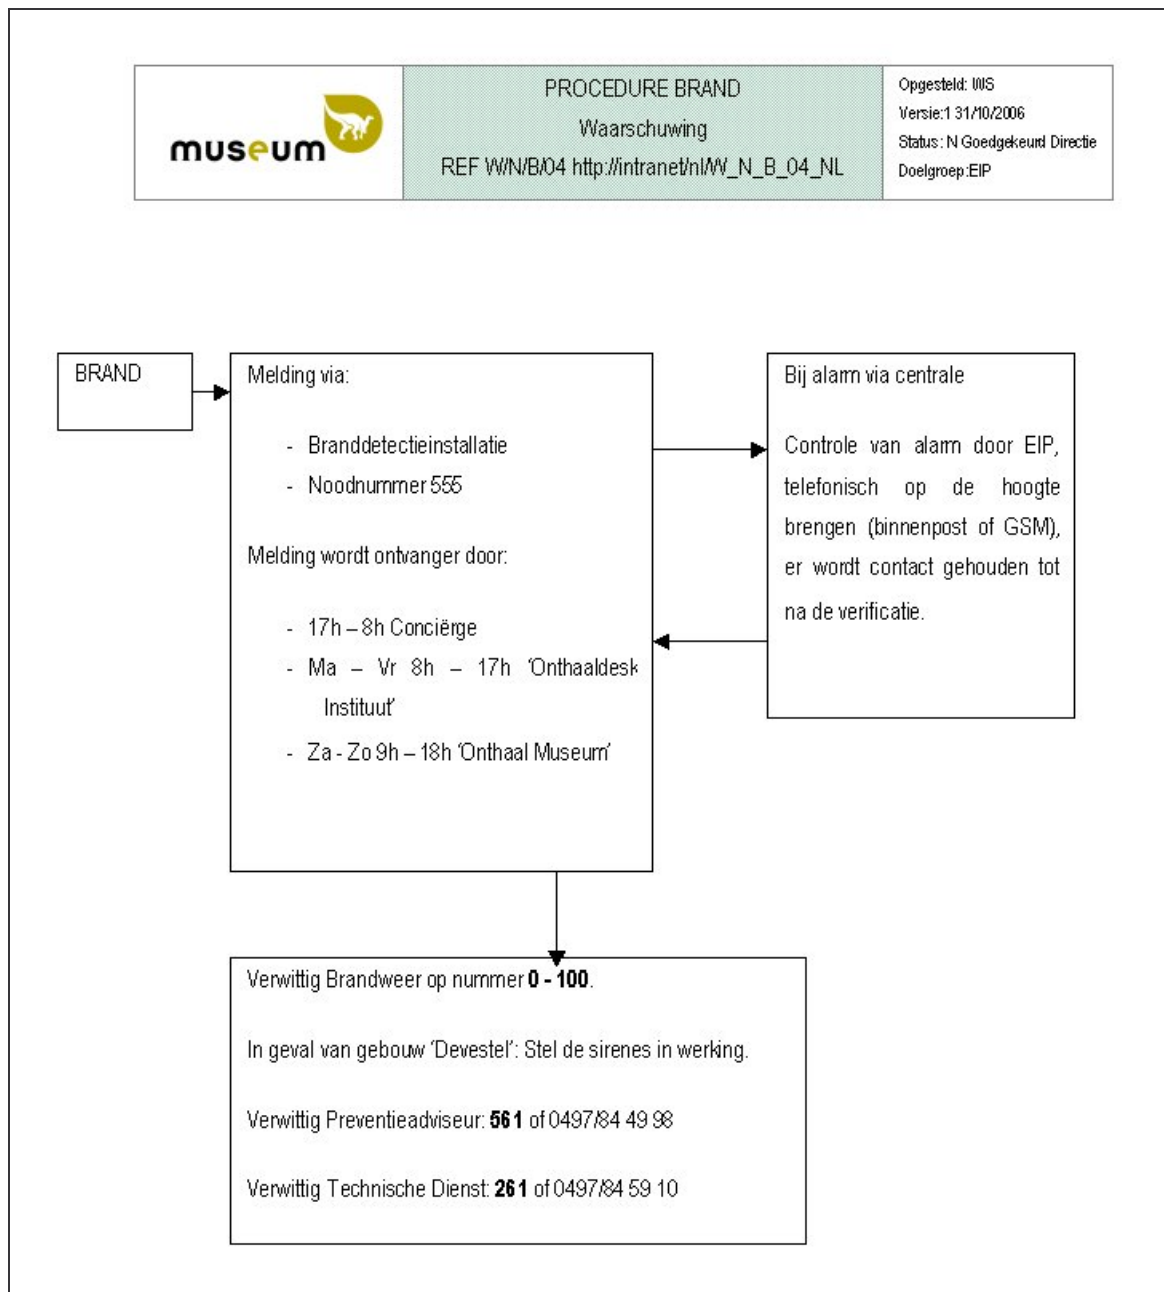 museum
PROCEDURE BRAND
Waarschuwing
REF W/N/B/04 http://intranet/nl/W_N_B_04_NL
Opgesteld: WS
Versie:1 31/10/2006
Status: N Goedgekeurd Directie
Doelgroep:EIP
BRAND
Melding via:
- Branddetectieinstallatie
- Noodnummer 555
Melding wordt ontvanger door:
- 17h – 8h Conciërge
- Ma – Vr 8h – 17h ‘Onthaaldesk
Instituut’
- Za - Zo 9h – 18h ‘Onthaal Museum’
Bij alarm via centrale
Controle van alarm door EIP,
telefonisch op de hoogte
brengen (binnenpost of GSM),
er wordt contact gehouden tot
na de verificatie.
Verwittig Brandweer op nummer 0 - 100.
In geval van gebouw ‘Devestel’: Stel de sirenes in werking.
Verwittig Preventieadviseur: 561 of 0497/84 49 98
Verwittig Technische Dienst: 261 of 0497/84 59 10